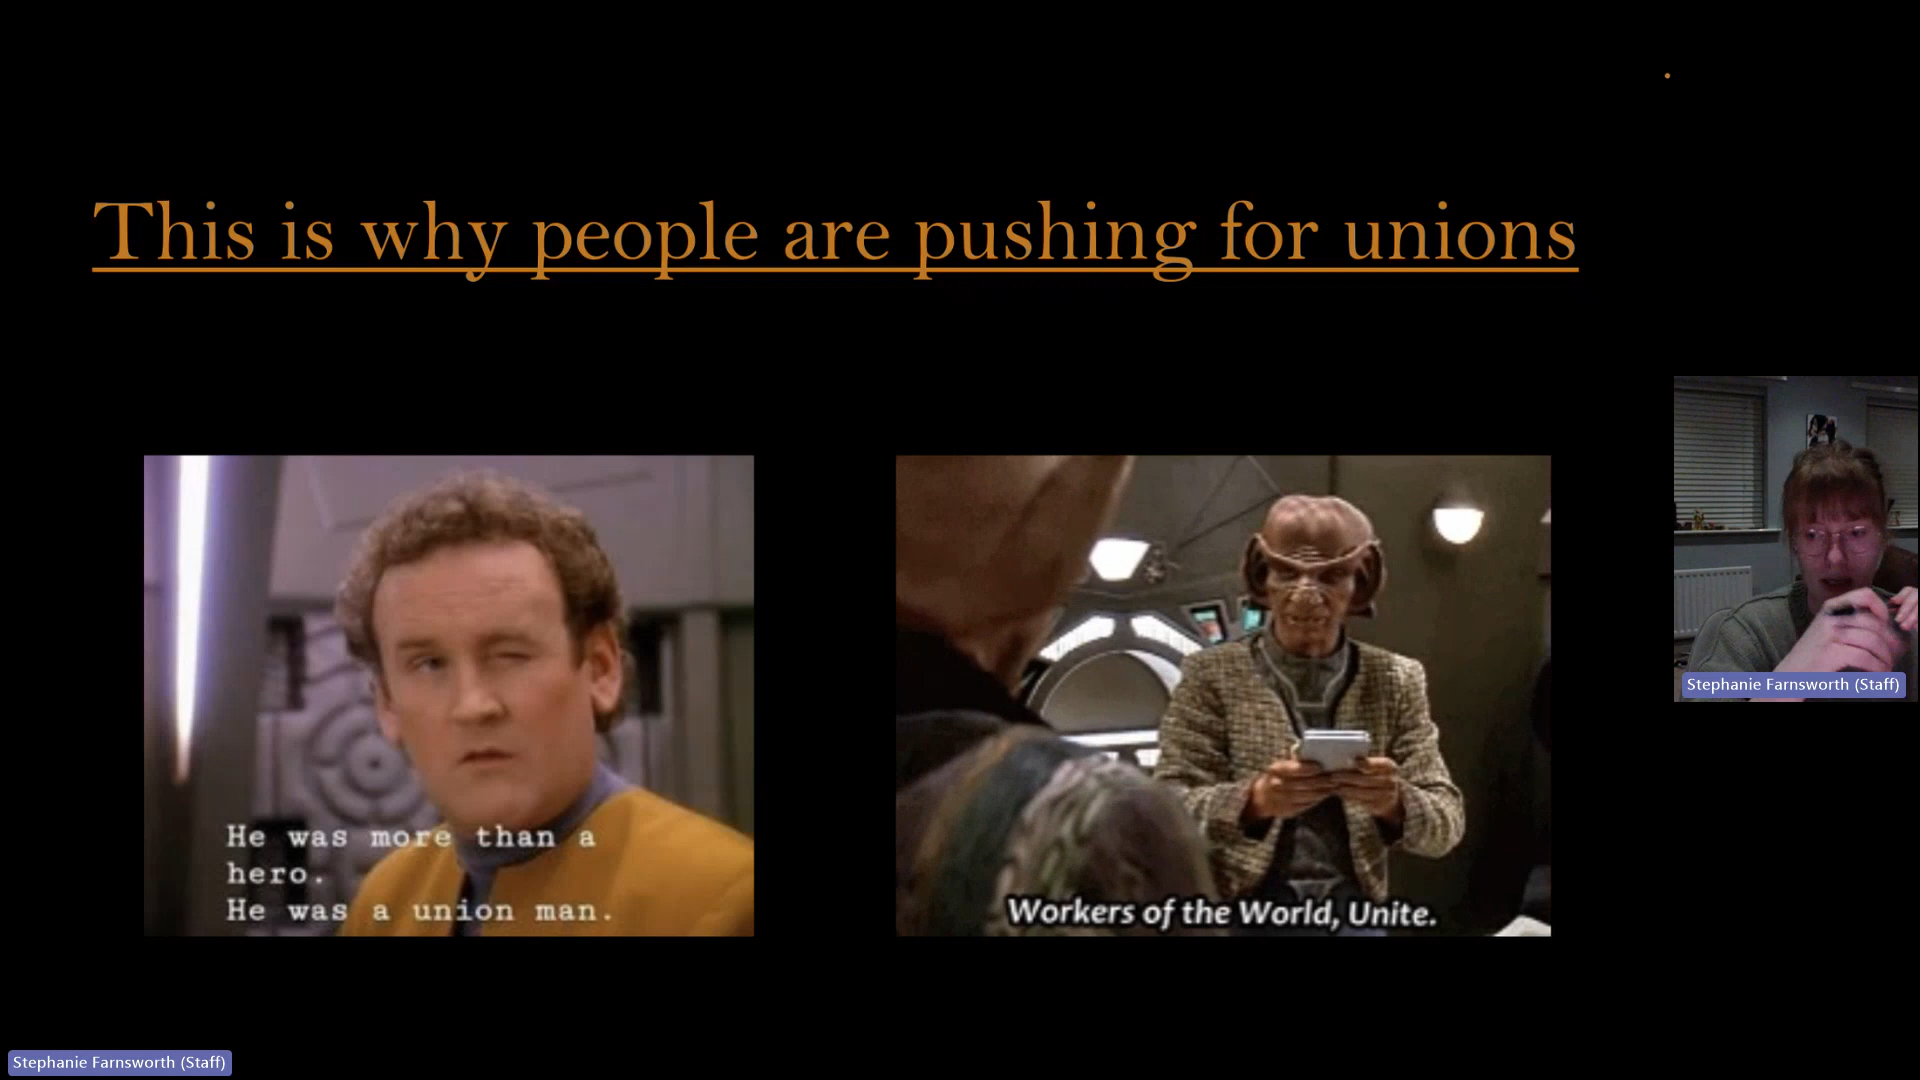 This is why people are pushing for unions
He was more than a
hero.
He was a union man.
Workers of the World, Unite.
Stephanie Farnsworth (Staff)
Stephanie Farnsworth (Staff)